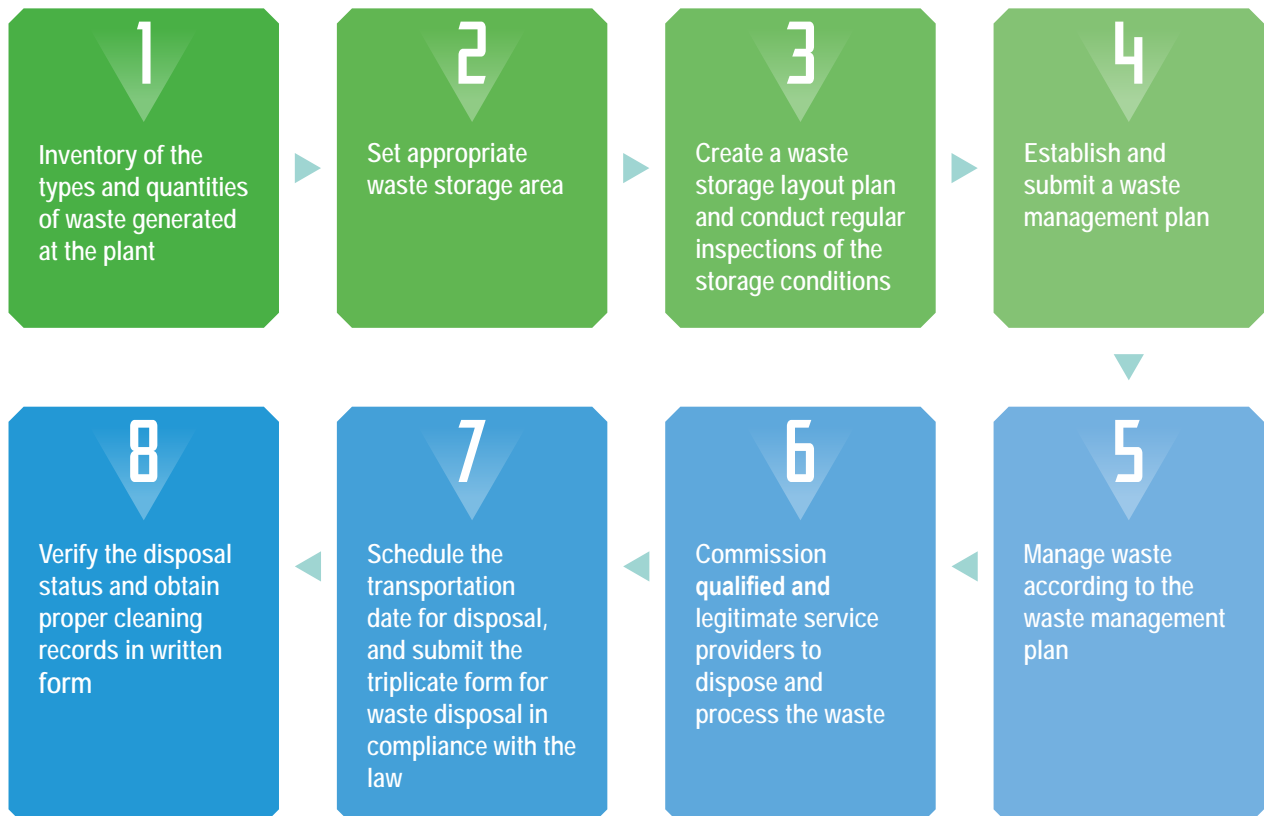 1
Inventory of the
types and quantities
of waste generated
at the plant
2
Set appropriate
waste storage area
3
Create a waste
storage layout plan
and conduct regular
inspections of the
storage conditions
4
Establish and
submit a waste
management plan
5
Manage waste
according to the
waste management
plan
6
Commission
qualified and
legitimate service
providers to
dispose and
process the waste
7
Schedule the
transportation
date for disposal,
and submit the
triplicate form for
waste disposal in
compliance with the
law
8
Verify the disposal
status and obtain
proper cleaning
records in written
form